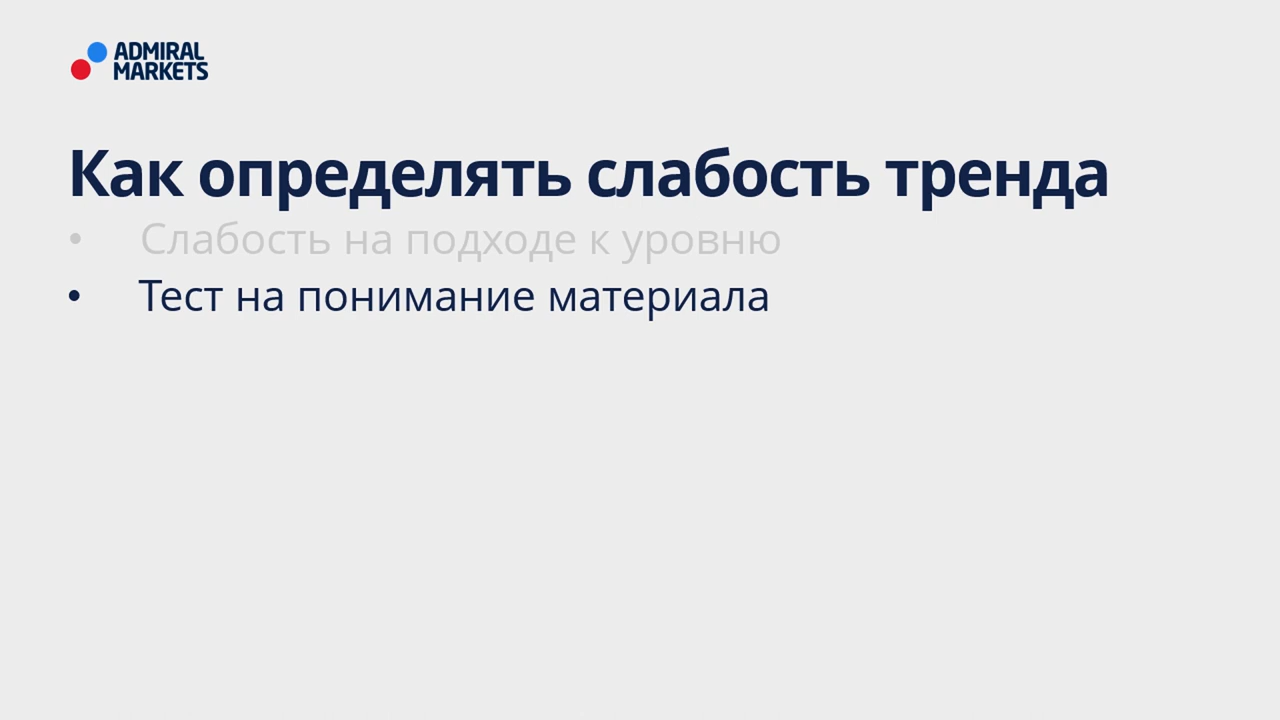 ADMIRAL
MARKETS
Как определять слабость тренда
• Слабость на подходе к уровню
• Тест на понимание материала